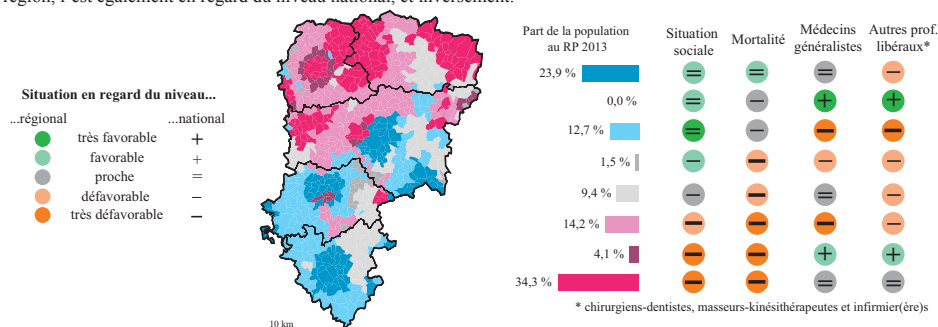 région, l'est également en regard du niveau national, et inversement.
Part de la population
au RP 2013
Situation
sociale
Mortalité
Médecins
généralistes
Autres prof.
libéraux*
Situation en regard du niveau...
...régional
...national
très favorable +
favorable +
proche =
défavorable –
très défavorable –
23,9 % = = = –
0,0 % = – + +
12,7 % = – – –
1,5 % – – – –
9,4 % – – = –
14,2 % – – – –
4,1 % – – + +
34,3 % – – = =
* chirurgiens-dentistes, masseurs-kinésithérapeutes et infirmier(ère)s
10 km